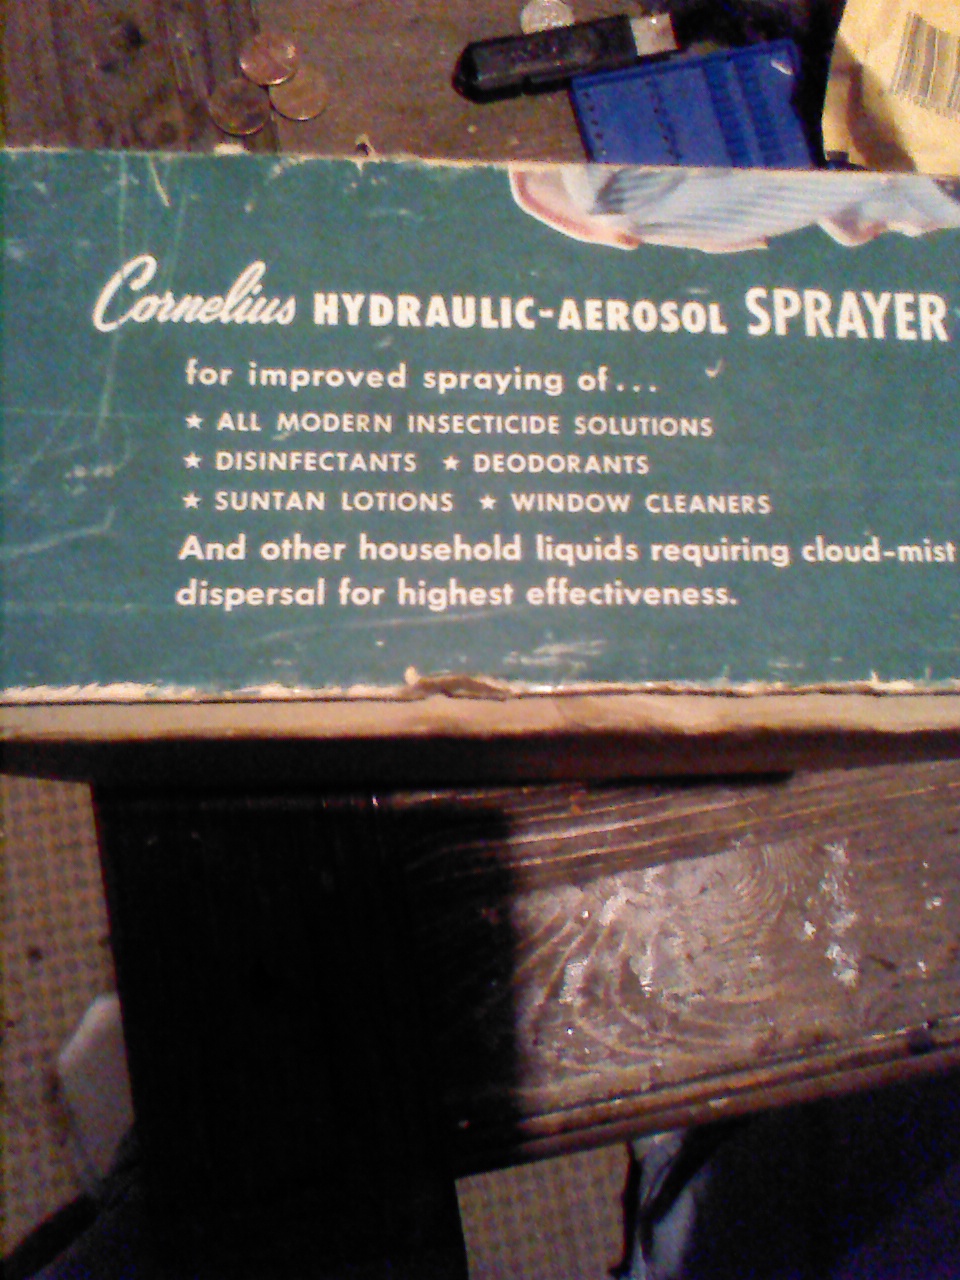 Cornelius HYDRAULIC-AEROSOL SPRAYER
for improved spraying of...
★ ALL MODERN INSECTICIDE SOLUTIONS
★ DISINFECTANTS ★ DEODORANTS
★ SUNTAN LOTIONS ★ WINDOW CLEANERS
And other household liquids requiring cloud-mist
dispersal for highest effectiveness.